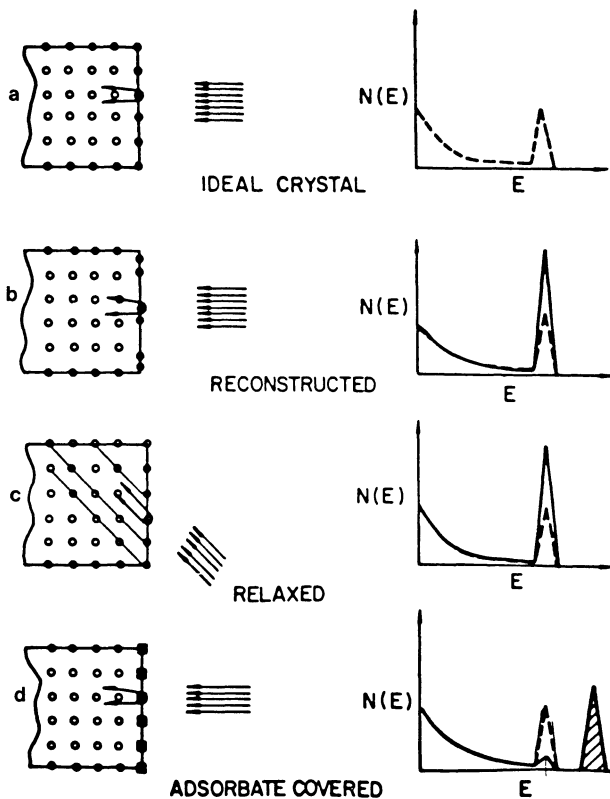 a
N(E)
E
IDEAL CRYSTAL
b
N(E)
E
RECONSTRUCTED
c
N(E)
E
RELAXED
d
N(E)
E
ADSORBATE COVERED